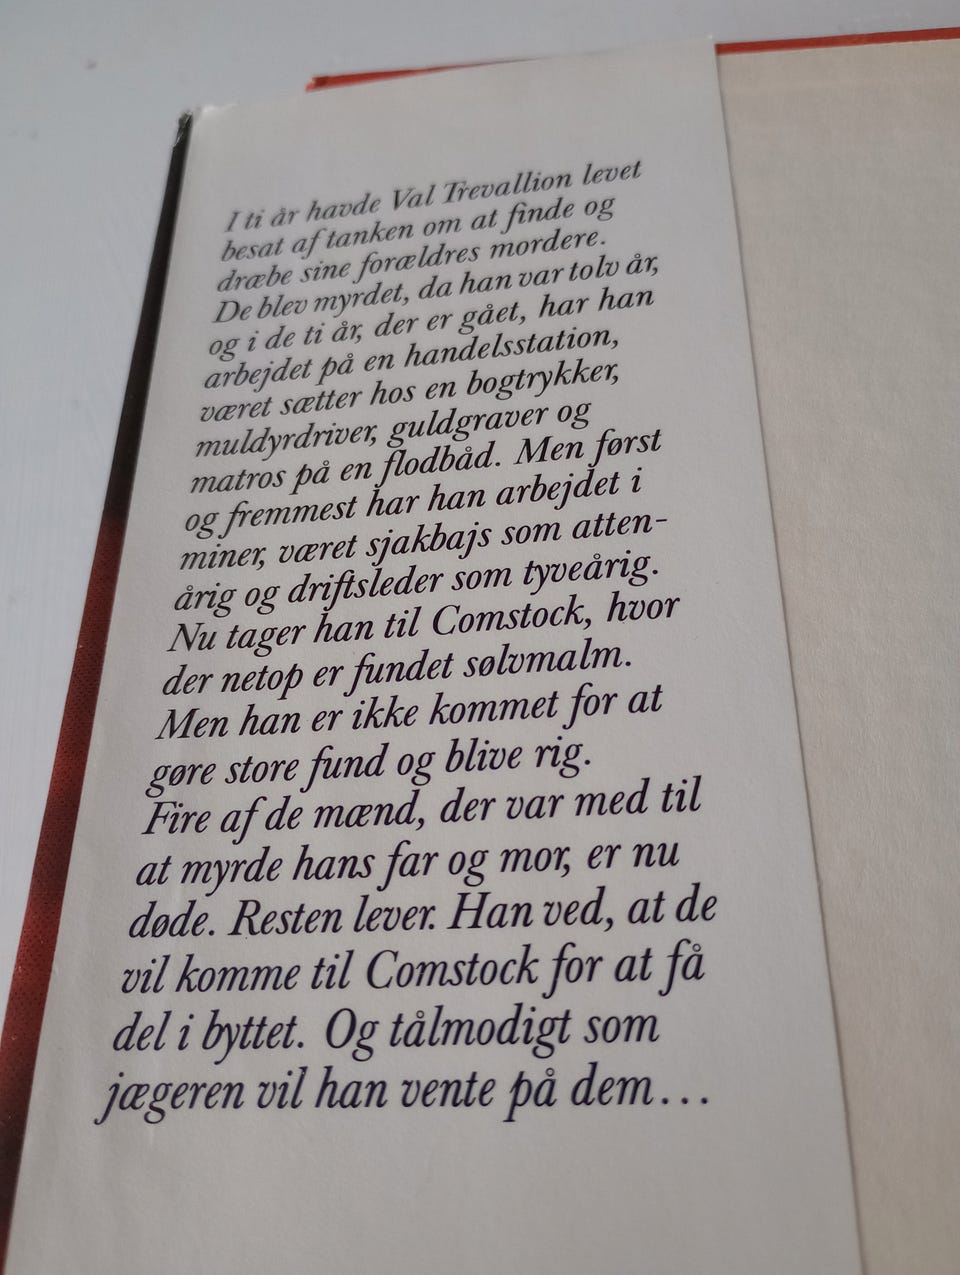 I ti år havde Val Trevallion levet
besat af tanken om at finde og
dræbe sine forældres mordere.
De blev myrdet, da han var tolv år,
og i de ti år, der er gået, har han
arbejdet på en handelsstation,
været sætter hos en bogtrykker,
muldyrdriver, guldgraver og
matros på en flodbåd. Men først
og fremmest har han arbejdet i
miner, været sjakbajs som atten-
årig og driftsleder som tyveårig.
Nu tager han til Comstock, hvor
der netop er fundet sølvmalm.
Men han er ikke kommet for at
gøre store fund og blive rig.
Fire af de mænd, der var med til
at myrde hans far og mor, er nu
døde. Resten lever. Han ved, at de
vil komme til Comstock for at få
del i byttet. Og tålmodigt som
jægeren vil han vente på dem...